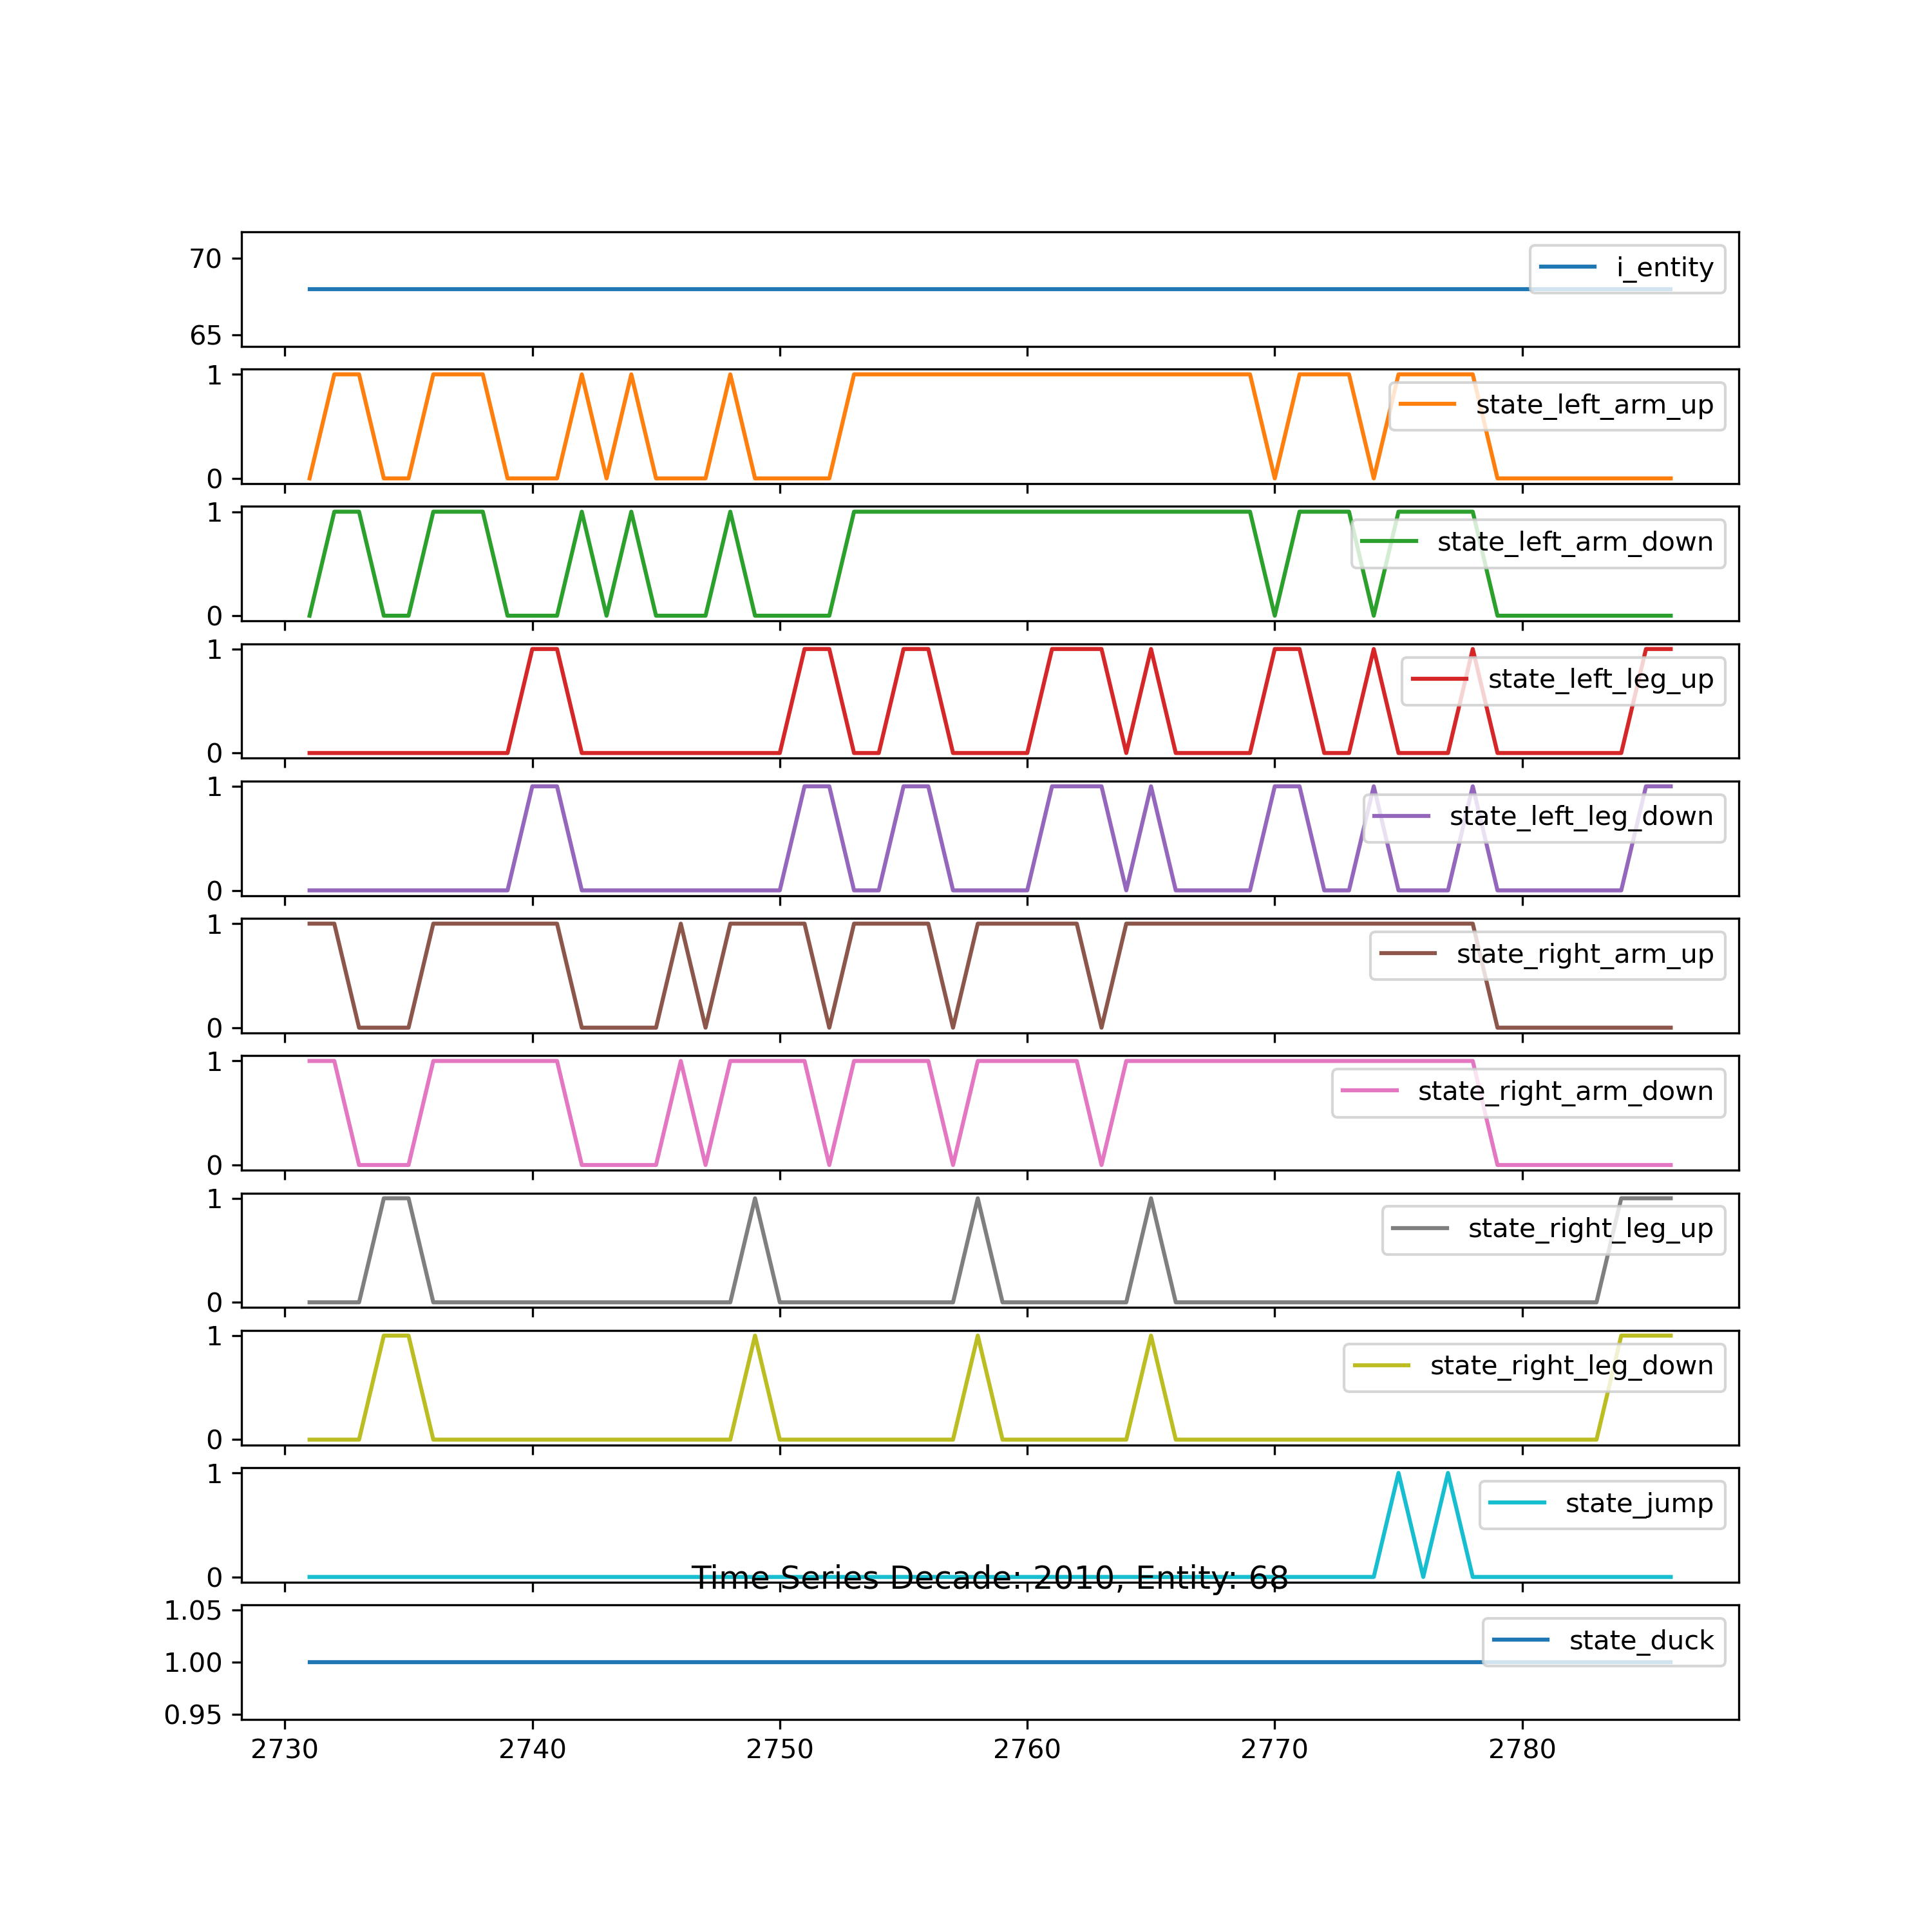 70
65
i_entity
1
0
state_left_arm_up
1
0
state_left_arm_down
1
0
state_left_leg_up
1
0
state_left_leg_down
1
0
state_right_arm_up
1
0
state_right_arm_down
1
0
state_right_leg_up
1
0
state_right_leg_down
1
0
state_jump
Time Series Decade: 2010, Entity: 68
1.05
1.00
0.95
state_duck
2730 2740 2750 2760 2770 2780